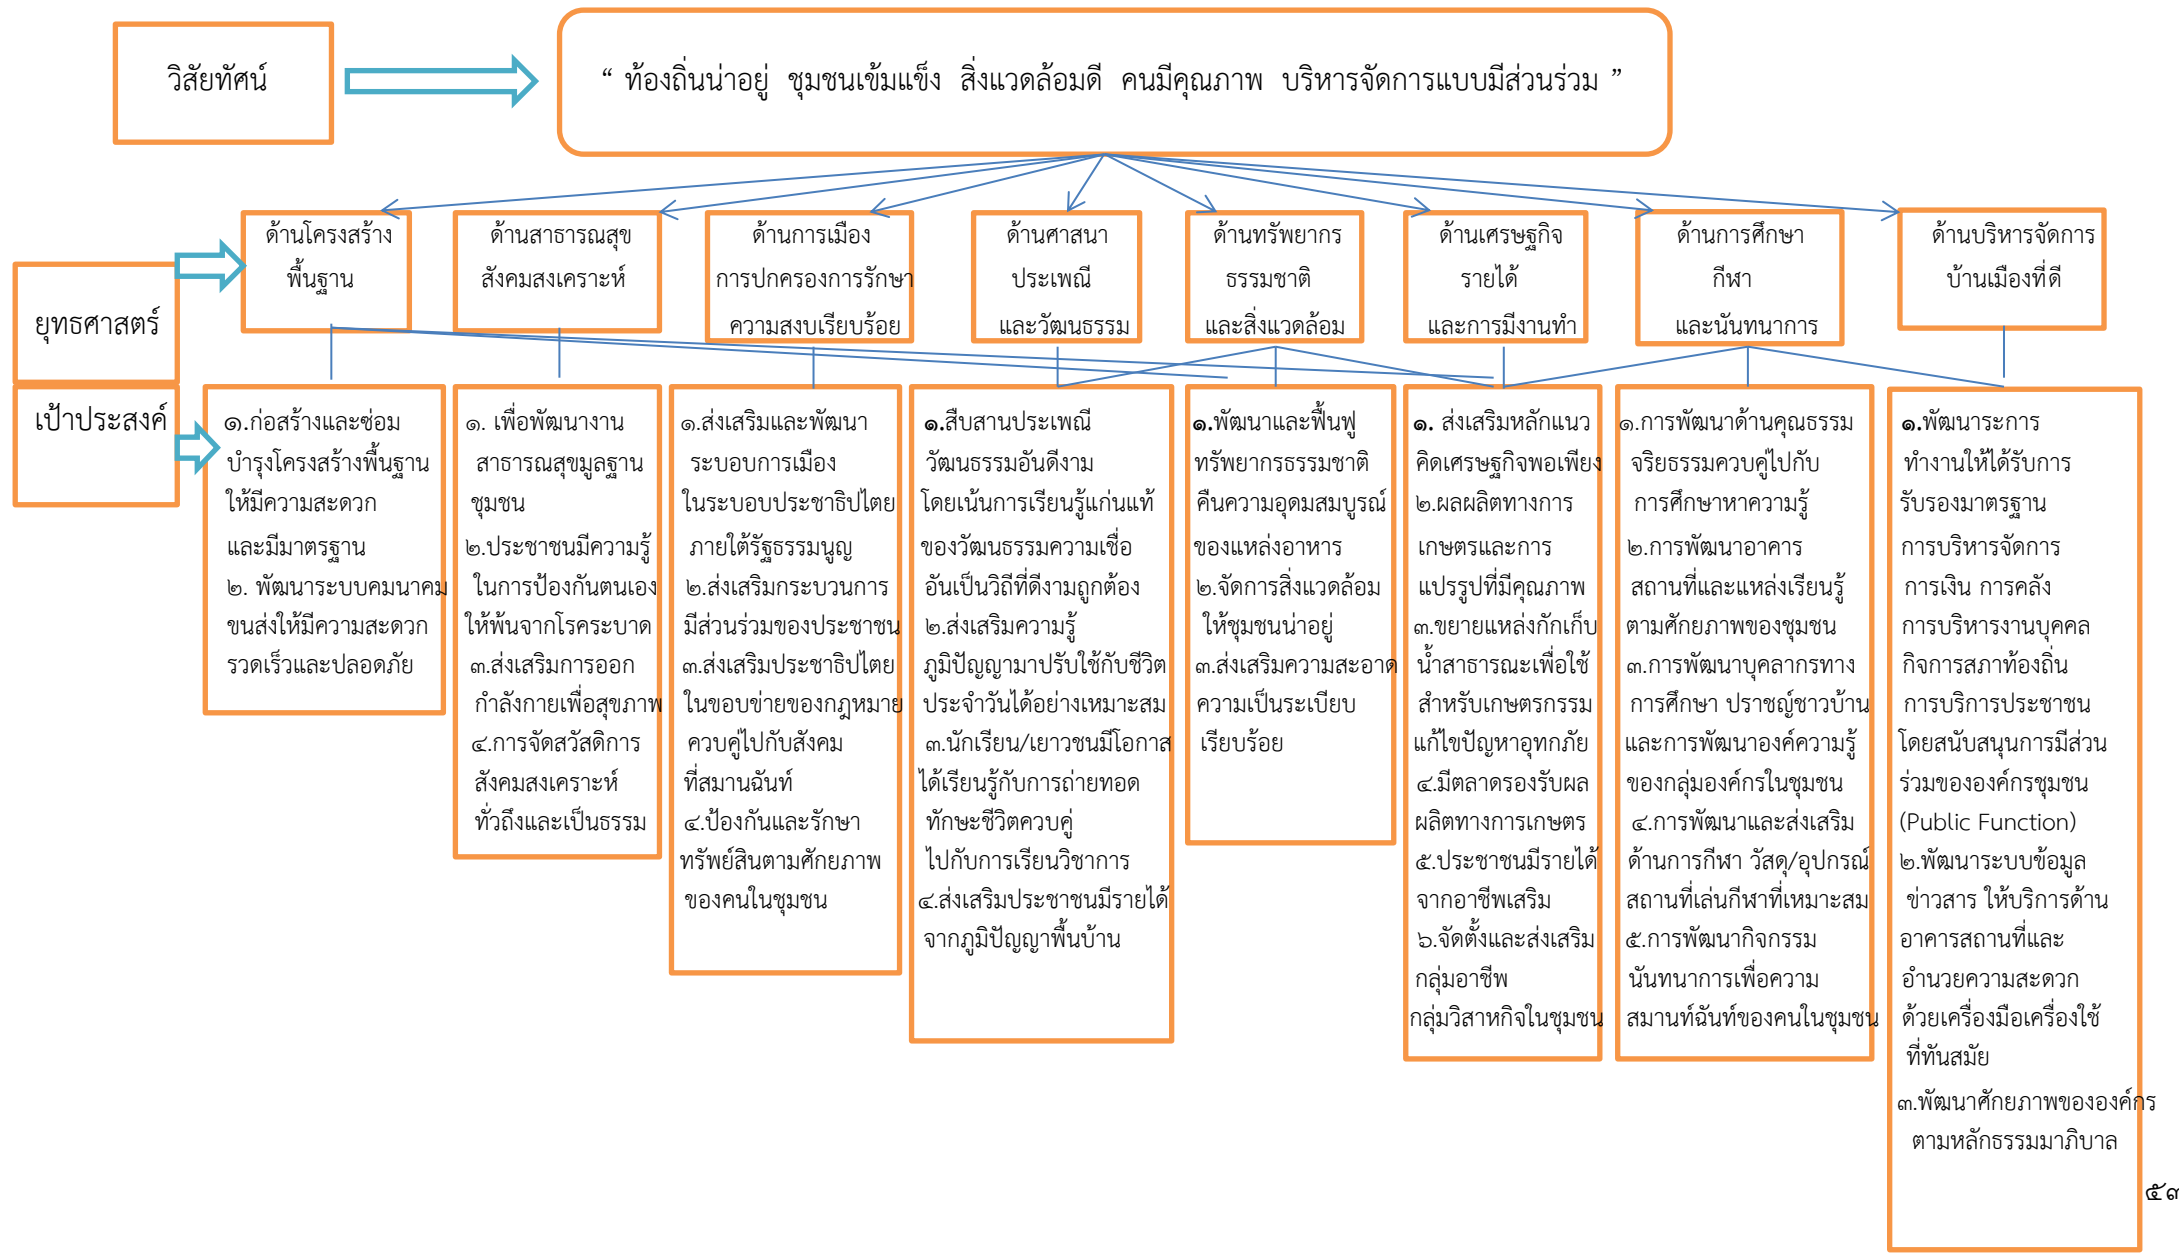 วิสัยทัศน์
“ ท้องถิ่นน่าอยู่ ชุมชนเข้มแข็ง สิ่งแวดล้อมดี คนมีคุณภาพ บริหารจัดการแบบมีส่วนร่วม ”
ยุทธศาสตร์
ด้านโครงสร้าง
พื้นฐาน
ด้านสาธารณสุข
สังคมสงเคราะห์
ด้านการเมือง
การปกครองการรักษา
ความสงบเรียบร้อย
ด้านศาสนา
ประเพณี
และวัฒนธรรม
ด้านทรัพยากร
ธรรมชาติ
และสิ่งแวดล้อม
ด้านเศรษฐกิจ
รายได้
และการมีงานทำ
ด้านการศึกษา
กีฬา
และนันทนาการ
ด้านบริหารจัดการ
บ้านเมืองที่ดี
เป้าประสงค์
๑.ก่อสร้างและซ่อม
บำรุงโครงสร้างพื้นฐาน
ให้มีความสะดวก
และมีมาตรฐาน
๒. พัฒนาระบบคมนาคม
ขนส่งให้มีความสะดวก
รวดเร็วและปลอดภัย
๑. เพื่อพัฒนางาน
สาธารณสุขมูลฐาน
ชุมชน
๒.ประชาชนมีความรู้
ในการป้องกันตนเอง
ให้พ้นจากโรคระบาด
๓.ส่งเสริมการออก
กำลังกายเพื่อสุขภาพ
๔.การจัดสวัสดิการ
สังคมสงเคราะห์
ทั่วถึงและเป็นธรรม
๑.ส่งเสริมและพัฒนา
ระบอบการเมือง
ในระบอบประชาธิปไตย
ภายใต้รัฐธรรมนูญ
๒.ส่งเสริมกระบวนการ
มีส่วนร่วมของประชาชน
๓.ส่งเสริมประชาธิปไตย
ในขอบข่ายของกฎหมาย
ควบคู่ไปกับสังคม
ที่สมานฉันท์
๔.ป้องกันและรักษา
ทรัพย์สินตามศักยภาพ
ของคนในชุมชน
๑.สืบสานประเพณี
วัฒนธรรมอันดีงาม
โดยเน้นการเรียนรู้แก่นแท้
ของวัฒนธรรมความเชื่อ
อันเป็นวิถีที่ดีงามถูกต้อง
๒.ส่งเสริมความรู้
ภูมิปัญญามาปรับใช้กับชีวิต
ประจำวันได้อย่างเหมาะสม
๓.นักเรียน/เยาวชนมีโอกาส
ได้เรียนรู้กับการถ่ายทอด
ทักษะชีวิตควบคู่
ไปกับการเรียนวิชาการ
๔.ส่งเสริมประชาชนมีรายได้
จากภูมิปัญญาพื้นบ้าน
๑.พัฒนาและฟื้นฟู
ทรัพยากรธรรมชาติ
คืนความอุดมสมบูรณ์
ของแหล่งอาหาร
๒.จัดการสิ่งแวดล้อม
ให้ชุมชนน่าอยู่
๓.ส่งเสริมความสะอาด
ความเป็นระเบียบ
เรียบร้อย
๑. ส่งเสริมหลักแนว
คิดเศรษฐกิจพอเพียง
๒.ผลผลิตทางการ
เกษตรและการ
แปรรูปที่มีคุณภาพ
๓.ขยายแหล่งกักเก็บ
น้ำสาธารณะเพื่อใช้
สำหรับเกษตรกรรม
แก้ไขปัญหาอุทกภัย
๔.มีตลาดรองรับผล
ผลิตทางการเกษตร
๕.ประชาชนมีรายได้
จากอาชีพเสริม
๖.จัดตั้งและส่งเสริม
กลุ่มอาชีพ
กลุ่มวิสาหกิจในชุมชน
๑.การพัฒนาด้านคุณธรรม
จริยธรรมควบคู่ไปกับ
การศึกษาหาความรู้
๒.การพัฒนาอาคาร
สถานที่และแหล่งเรียนรู้
ตามศักยภาพของชุมชน
๓.การพัฒนาบุคลากรทาง
การศึกษา ปราชญ์ชาวบ้าน
และการพัฒนาองค์ความรู้
ของกลุ่มองค์กรในชุมชน
๔.การพัฒนาและส่งเสริม
ด้านการกีฬา วัสดุ/อุปกรณ์
สถานที่เล่นกีฬาที่เหมาะสม
๕.การพัฒนากิจกรรม
นันทนาการเพื่อความ
สมานท์ฉันท์ของคนในชุมชน
๑.พัฒนาระการ
ทำงานให้ได้รับการ
รับรองมาตรฐาน
การบริหารจัดการ
การเงิน การคลัง
การบริหารงานบุคคล
กิจการสภาท้องถิ่น
การบริการประชาชน
โดยสนับสนุนการมีส่วน
ร่วมขององค์กรชุมชน
(Public Function)
๒.พัฒนาระบบข้อมูล
ข่าวสาร ให้บริการด้าน
อาคารสถานที่และ
อำนวยความสะดวก
ด้วยเครื่องมือเครื่องใช้
ที่ทันสมัย
๓.พัฒนาศักยภาพขององค์กร
ตามหลักธรรมมาภิบาล